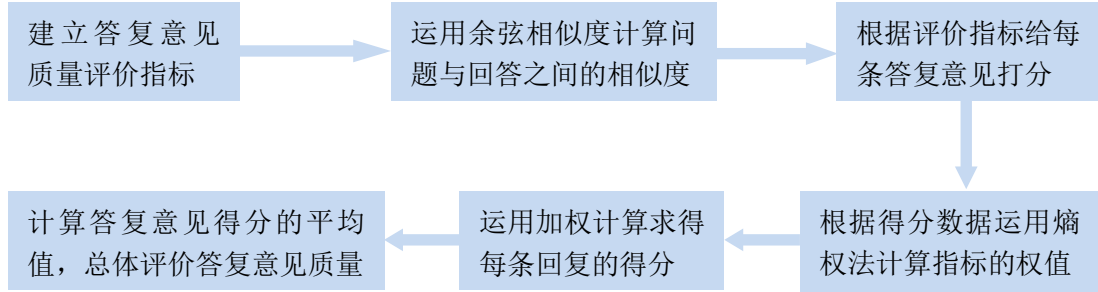 建立答复意见
质量评价指标
运用余弦相似度计算问
题与回答之间的相似度
根据评价指标给每
条答复意见打分
根据得分数据运用熵
权法计算指标的权值
运用加权计算求得
每条回复的得分
计算答复意见得分的平均
值，总体评价答复意见质量